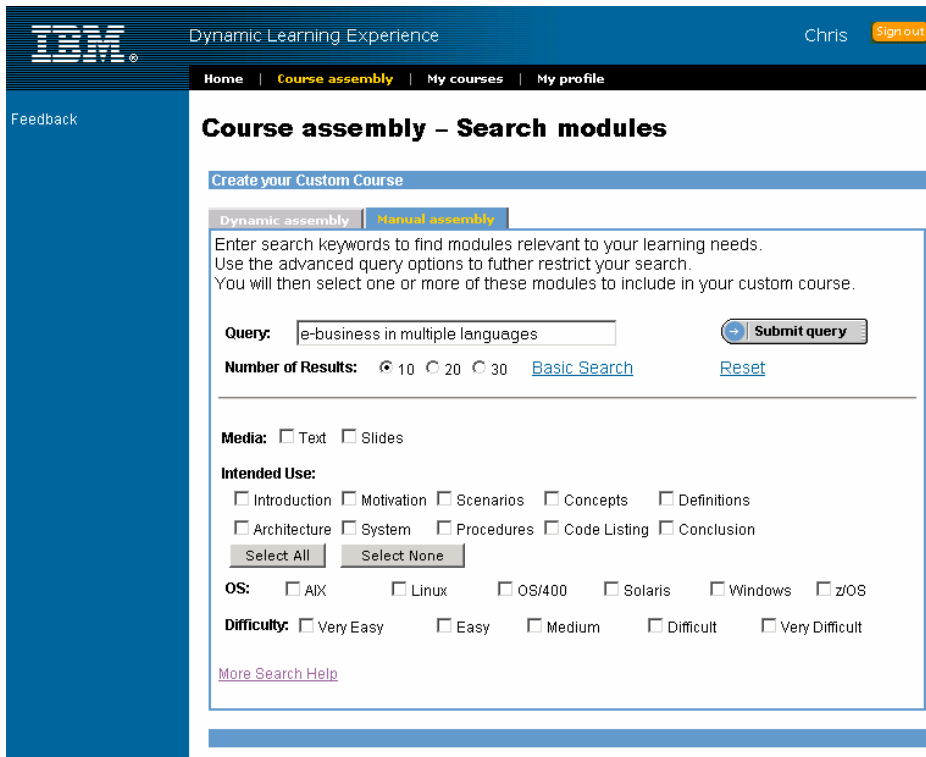 IBM®
Dynamic Learning Experience Chris Sign out
Home | Course assembly | My courses | My profile
Feedback
Course assembly – Search modules
Create your Custom Course
Dynamic assembly Manual assembly
Enter search keywords to find modules relevant to your learning needs.
Use the advanced query options to futher restrict your search.
You will then select one or more of these modules to include in your custom course.
Query: e-business in multiple languages Submit query
Number of Results: 10 20 30 Basic Search Reset
Media: Text Slides
Intended Use:
Introduction Motivation Scenarios Concepts Definitions
Architecture System Procedures Code Listing Conclusion
Select All Select None
OS: AIX Linux OS/400 Solaris Windows z/OS
Difficulty: Very Easy Easy Medium Difficult Very Difficult
More Search Help